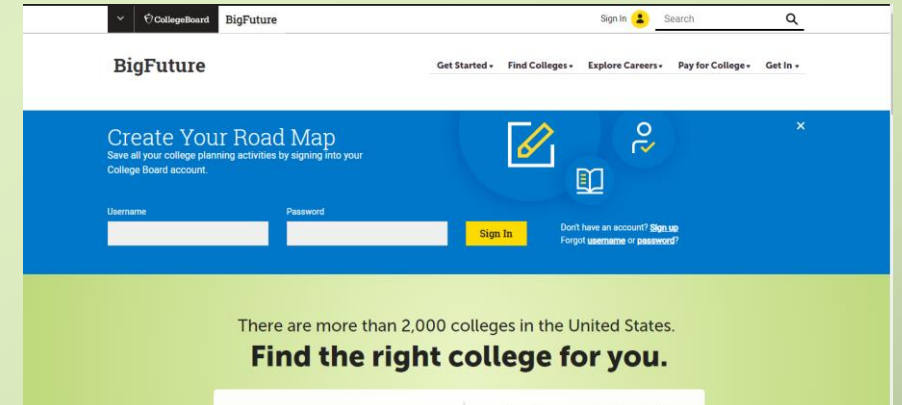 CollegeBoard BigFuture Sign In Search
BigFuture Get Started Find Colleges Explore Careers Pay for College Get In
Create Your Road Map
Save all your college planning activities by signing into your
College Board account.
Username Password
Sign In
Don't have an account? Sign up
Forgot username or password?
There are more than 2,000 colleges in the United States.
Find the right college for you.